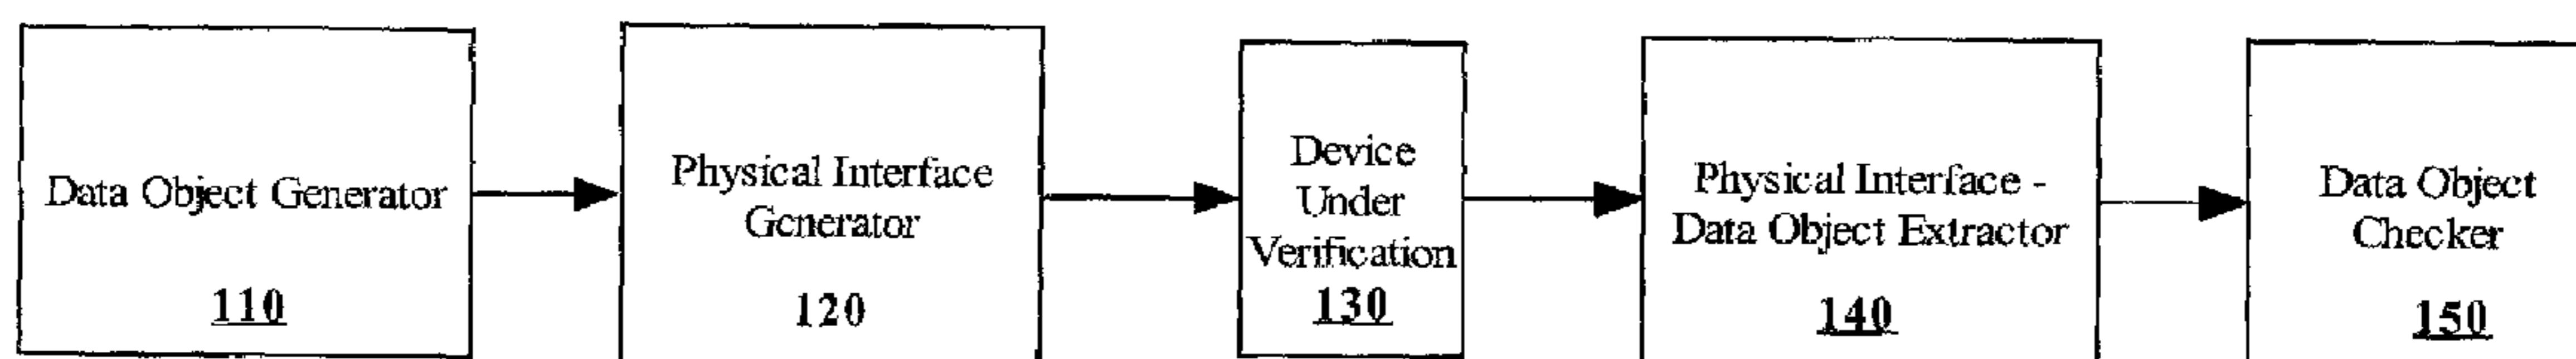 Data Object Generator
110
Physical Interface
Generator
120
Device
Under
Verification
130
Physical Interface -
Data Object Extractor
140
Data Object
Checker
150